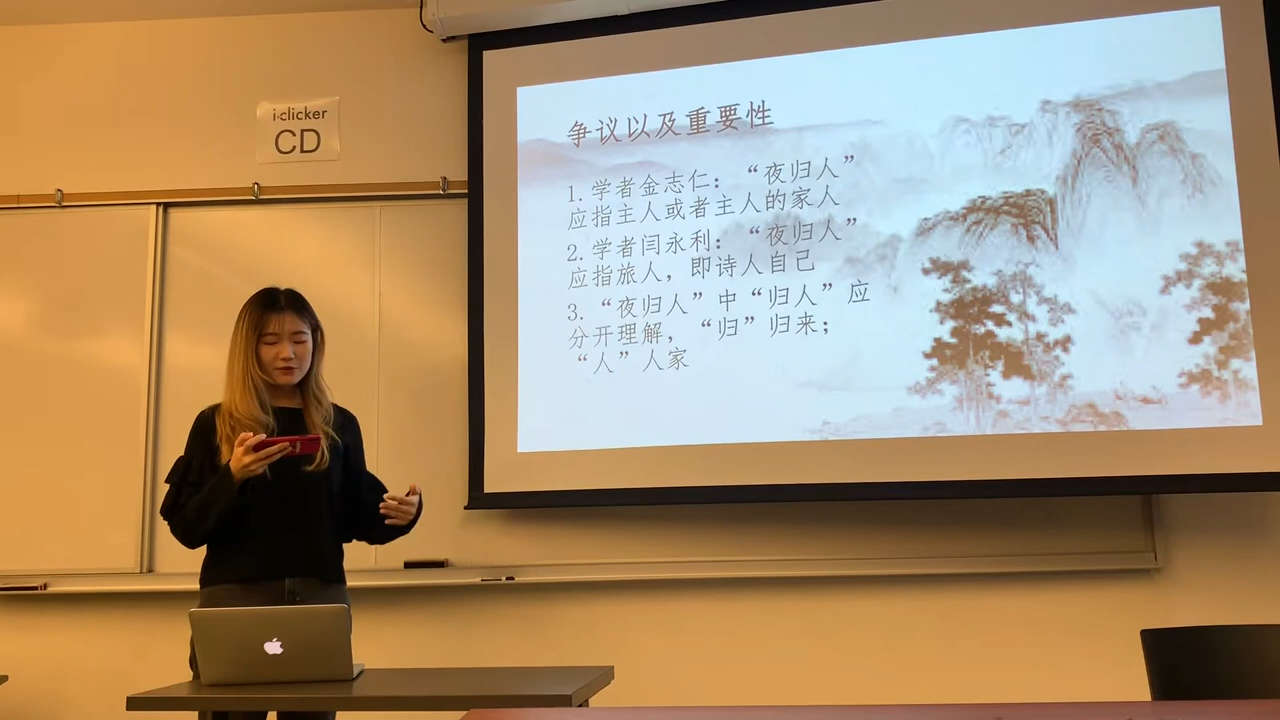 i>clicker
CD
争议以及重要性
1.学者金志仁：“夜归人”
应指主人或者主人的家人
2.学者闫永利：“夜归人”
应指旅人，即诗人自己
3.“夜归人”中“归人”应
分开理解，“归”归来；
“人”人家